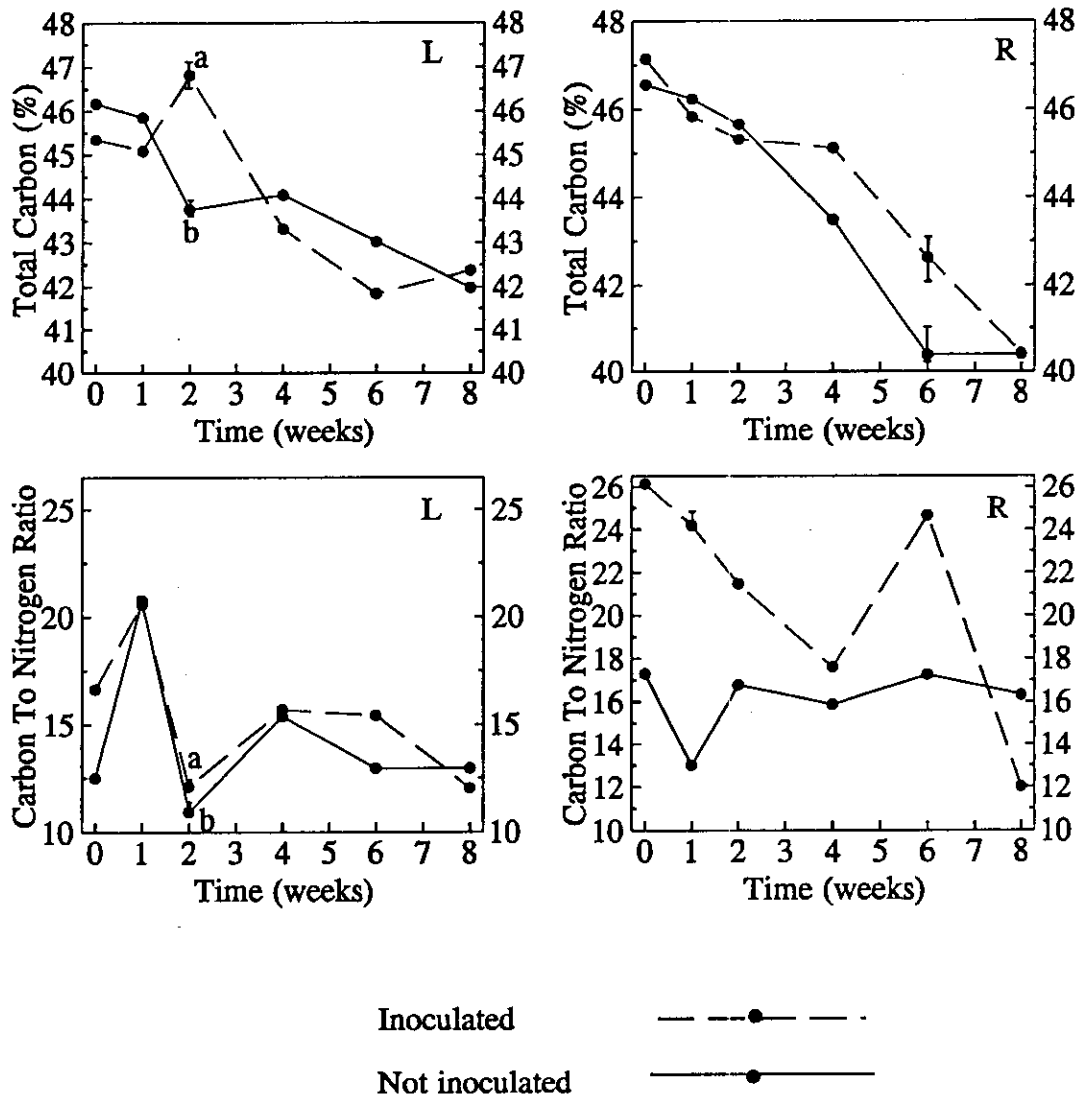 48 48 48 48
L R
a
47 47
46 46 46 46
45 45
44 44 44 44
b
43 43
42 42 42 42
41 41
40 40 40 40
Total Carbon (%)
Total Carbon (%)
0 1 2 3 4 5 6 7 8
0 1 2 3 4 5 6 7 8
Time (weeks)
Time (weeks)
L R
25 25
20 20
15 15
10 10
a
b
Carbon To Nitrogen Ratio
26 26
24 24
22 22
20 20
18 18
16 16
14 14
12 12
10 10
Carbon To Nitrogen Ratio
0 1 2 3 4 5 6 7 8
0 1 2 3 4 5 6 7 8
Time (weeks)
Time (weeks)
Inoculated
Not inoculated